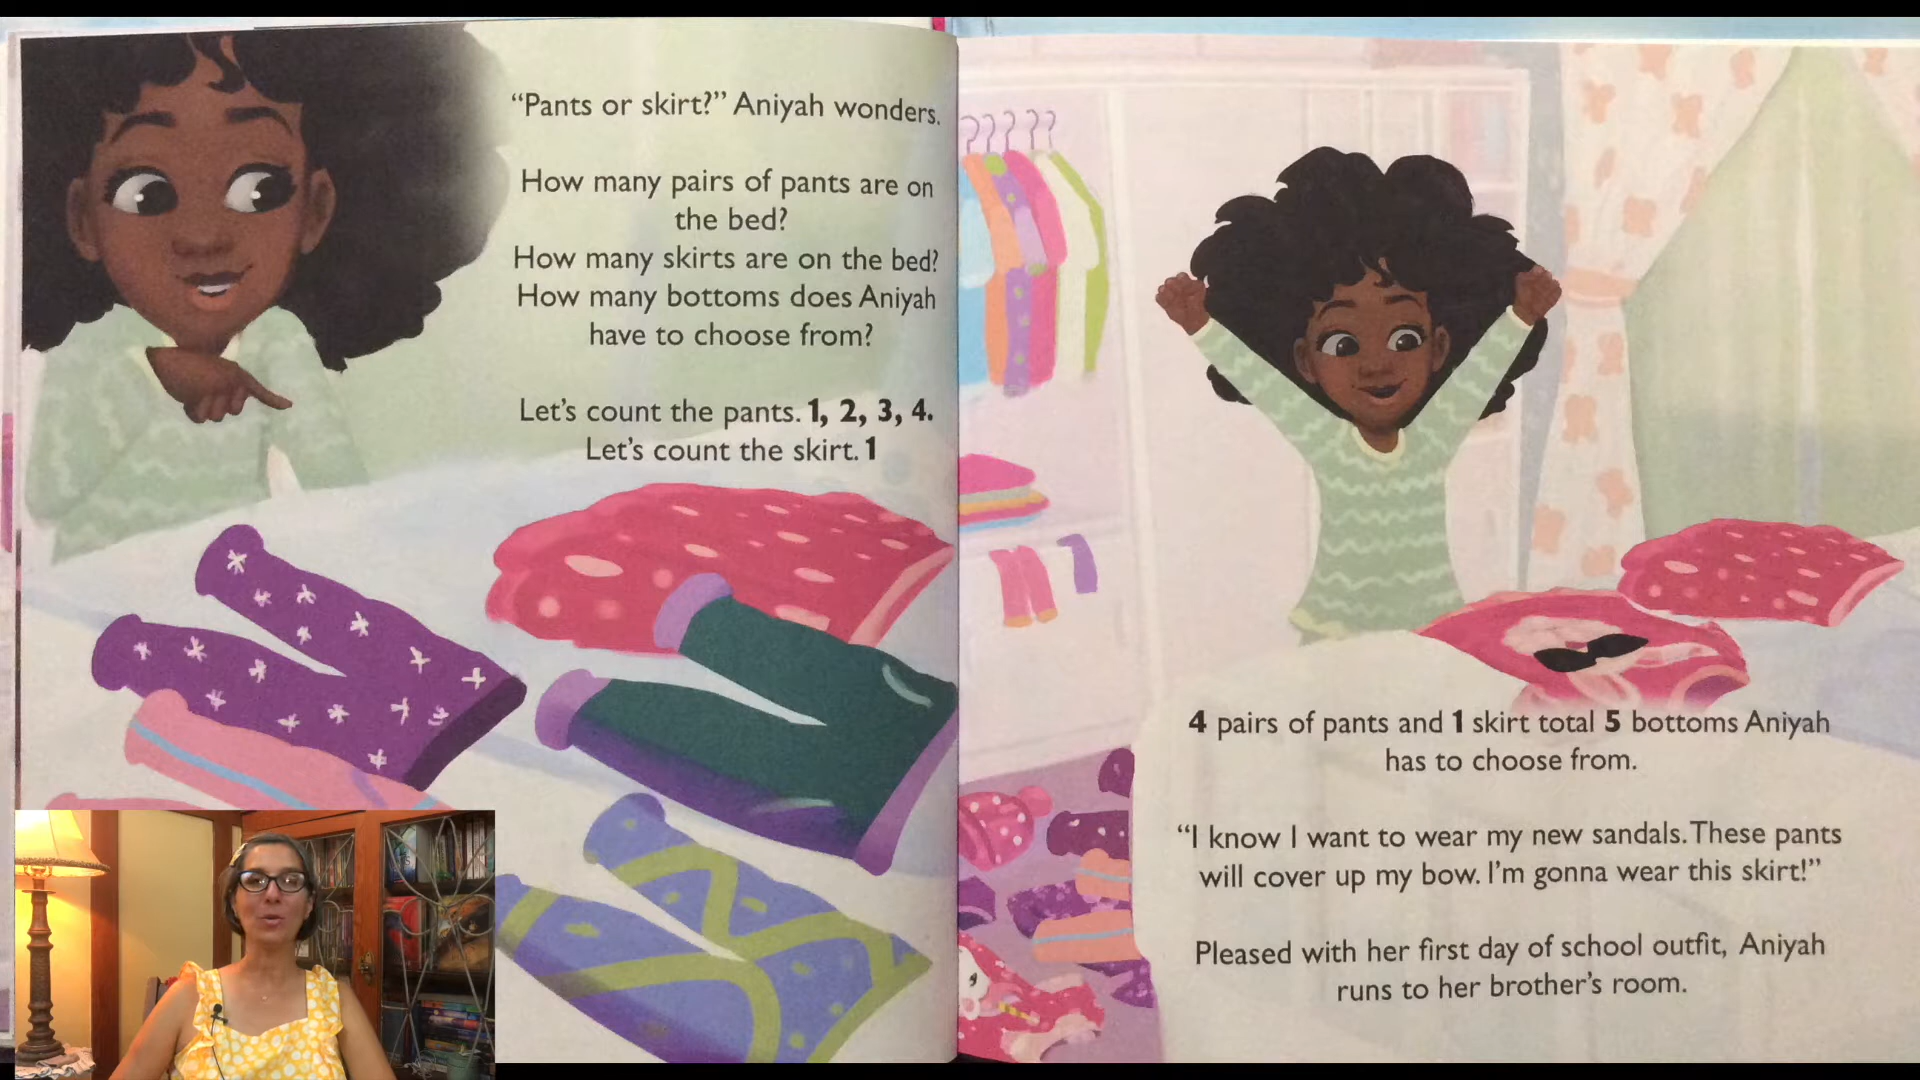 “Pants or skirt?” Aniyah wonders.
How many pairs of pants are on
the bed?
How many skirts are on the bed?
How many bottoms does Aniyah
have to choose from?
Let’s count the pants. 1, 2, 3, 4.
Let’s count the skirt. 1
4 pairs of pants and 1 skirt total 5 bottoms Aniyah
has to choose from.
“I know I want to wear my new sandals. These pants
will cover up my bow. I’m gonna wear this skirt!”
Pleased with her first day of school outfit, Aniyah
runs to her brother’s room.